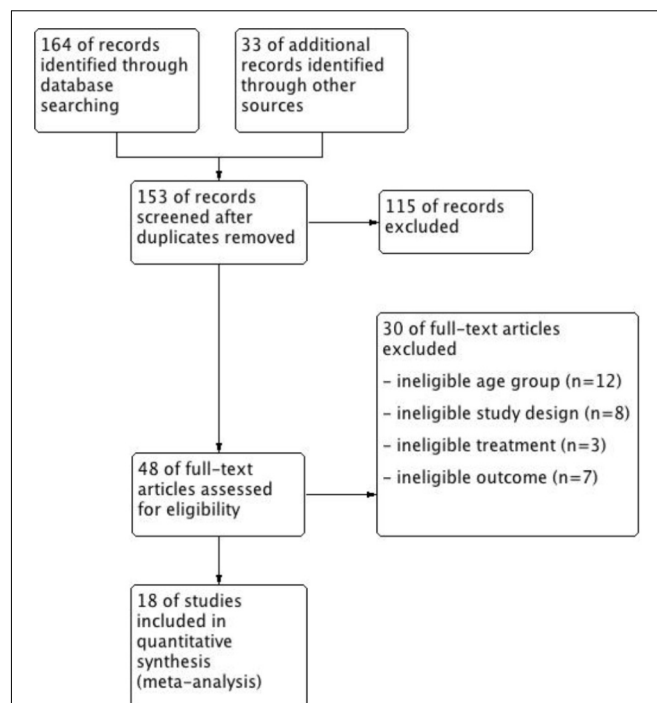 164 of records
identified through
database
searching
33 of additional
records identified
through other
sources
153 of records
screened after
duplicates removed
115 of records
excluded
30 of full-text articles
excluded
- ineligible age group (n=12)
- ineligible study design (n=8)
- ineligible treatment (n=3)
- ineligible outcome (n=7)
48 of full-text
articles assessed
for eligibility
18 of studies
included in
quantitative
synthesis
(meta-analysis)